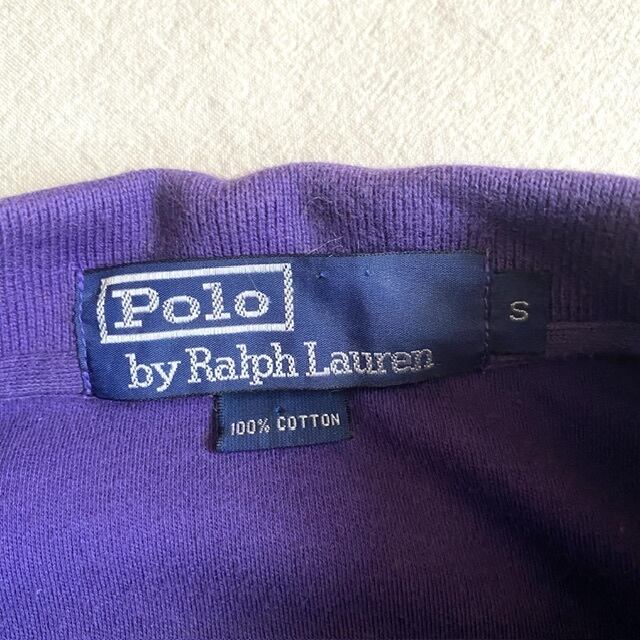 Polo
by Ralph Lauren
S
100% COTTON